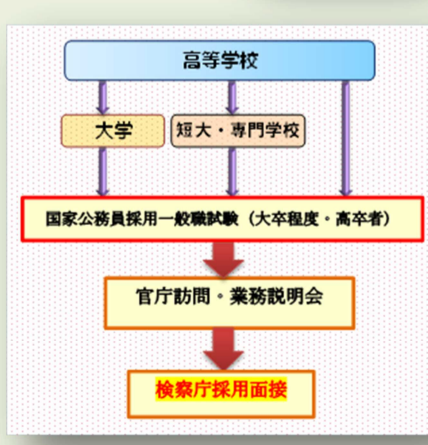 高等学校
大学
短大・専門学校
国家公務員採用一般職試験（大卒程度・高卒者）
官庁訪問・業務説明会
検察庁採用面接